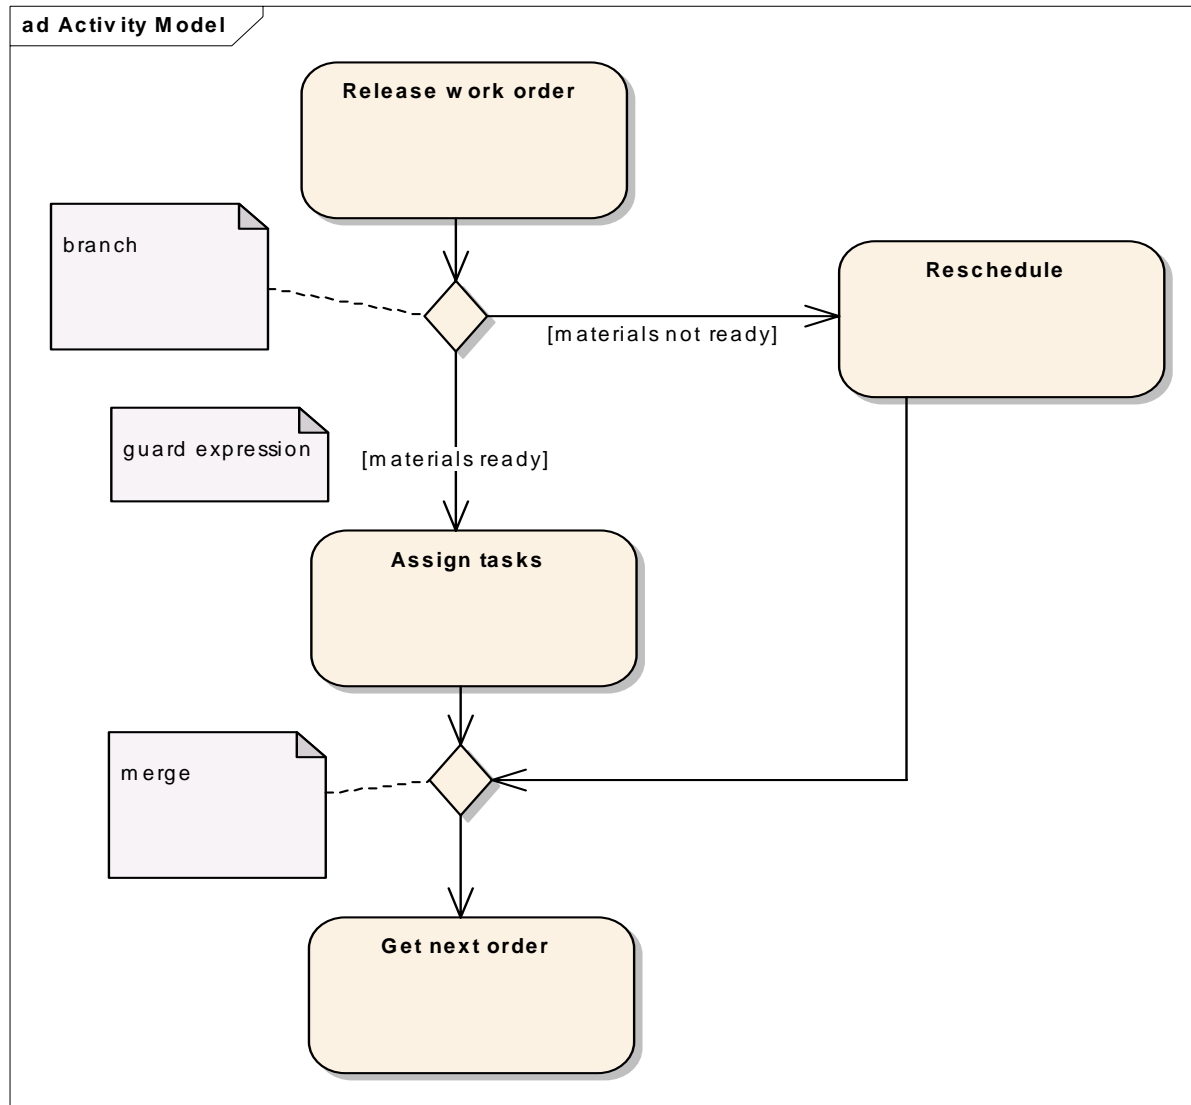 ad Activity Model
Release work order
branch
Reschedule
[materials not ready]
guard expression
[materials ready]
Assign tasks
merge
Get next order